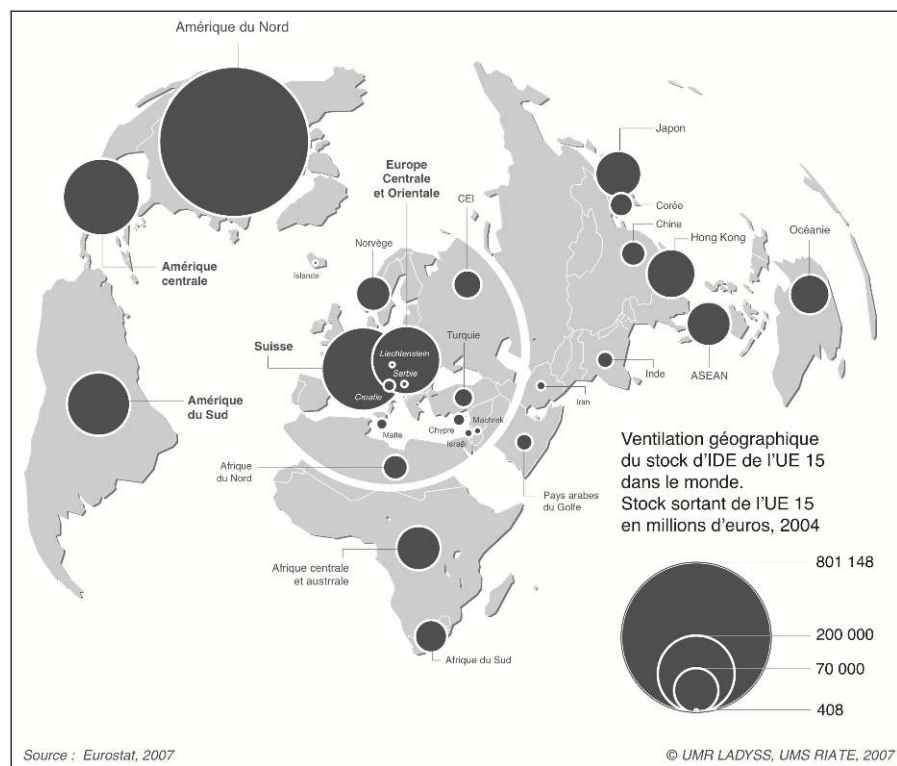 Amérique du Nord
Japon
Europe
Centrale
et Orientale
CEI
Corée
Chine
Hong Kong
Océanie
Norvège
Islande
Amérique
centrale
Turquie
Suisse
Liechtenstein
Serbie
Croatie
Inde
ASEAN
Iran
Amérique
du Sud
Machrek
Chypre
Malte
Israël
Afrique
du Nord
Pays arabes
du Golfe
Afrique centrale
et austrrale
Afrique du Sud
Ventilation géographique
du stock d'IDE de l'UE 15
dans le monde.
Stock sortant de l'UE 15
en millions d'euros, 2004
801 148
200 000
70 000
408
Source : Eurostat, 2007
© UMR LADYSS, UMS RIATE, 2007